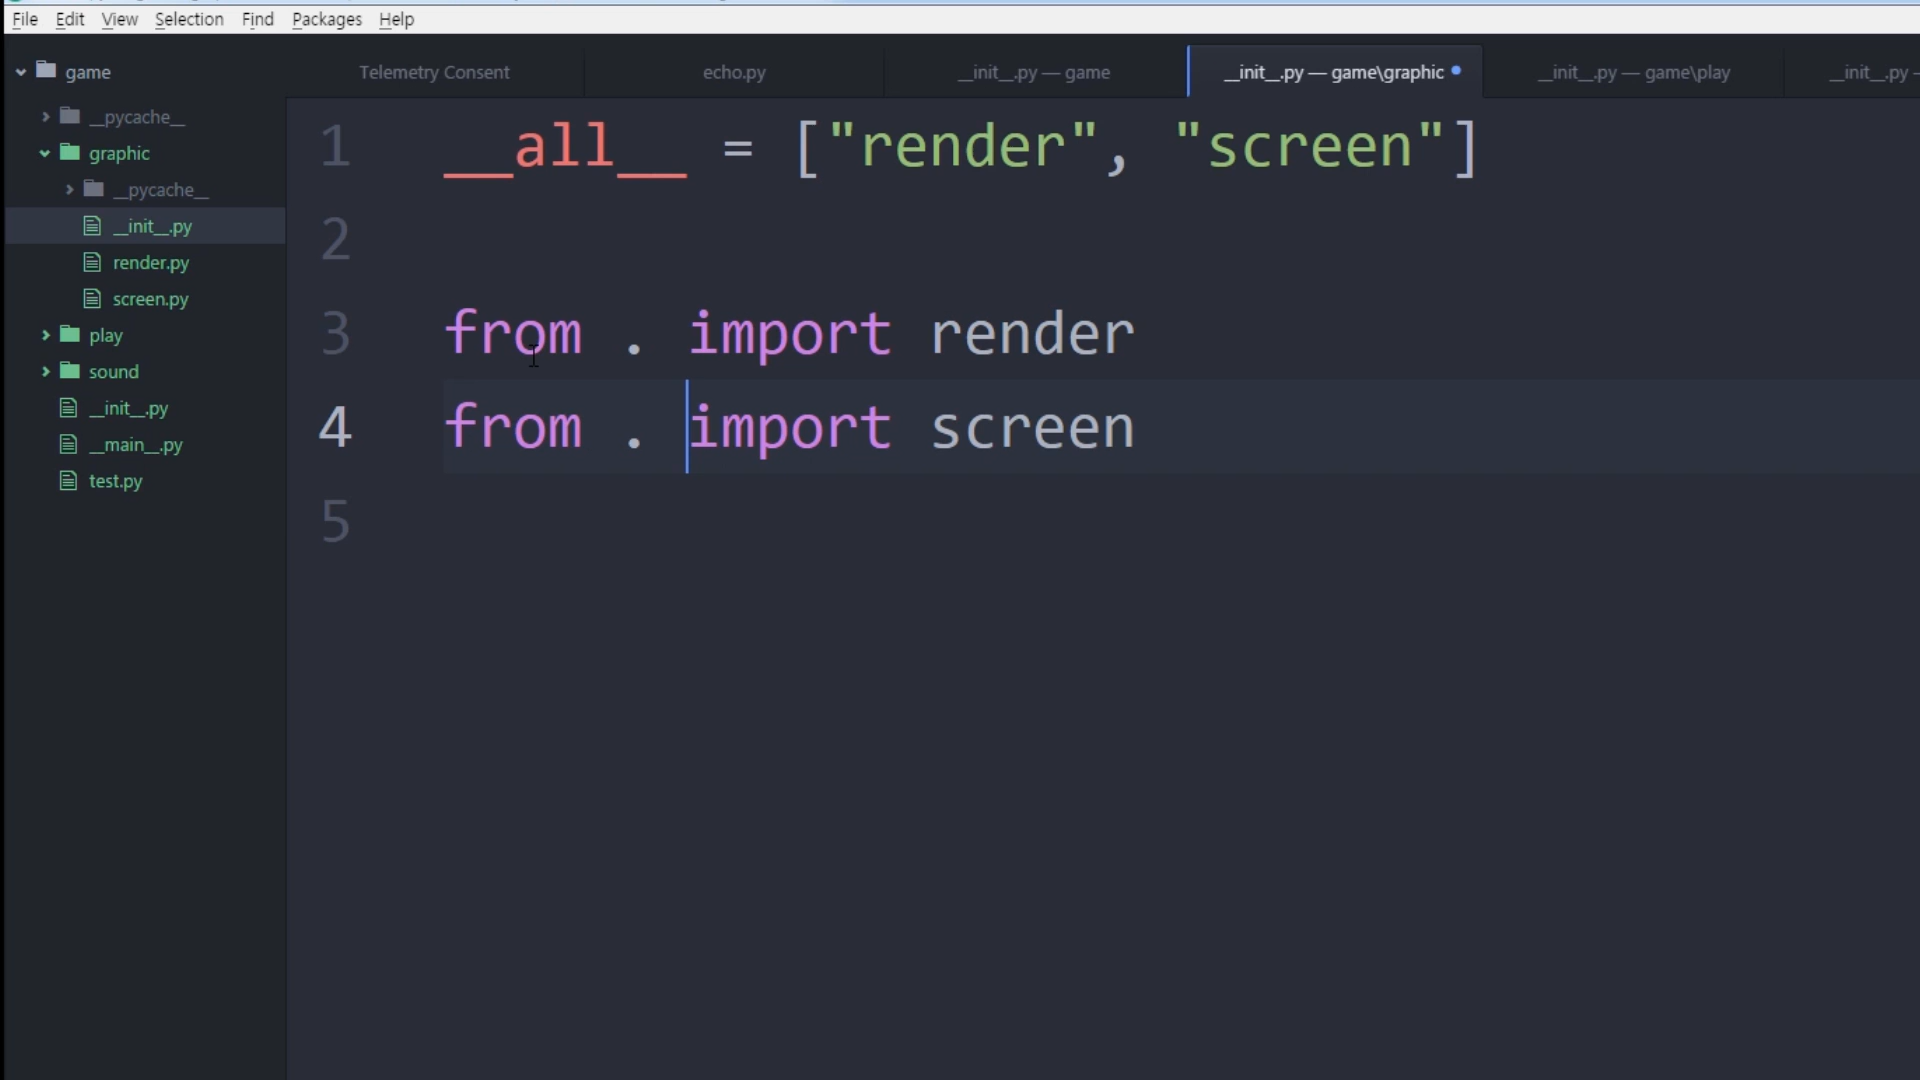 File Edit View Selection Find Packages Help
game
Telemetry Consent
echo.py
__init__.py — game
__init__.py — game\graphic
__init__.py — game\play
__init__.py
__pycache__
graphic
__pycache__
__init__.py
render.py
screen.py
play
sound
__init__.py
__main__.py
test.py
1 __all__ = ["render", "screen"]
2
3 from . import render
4 from . import screen
5